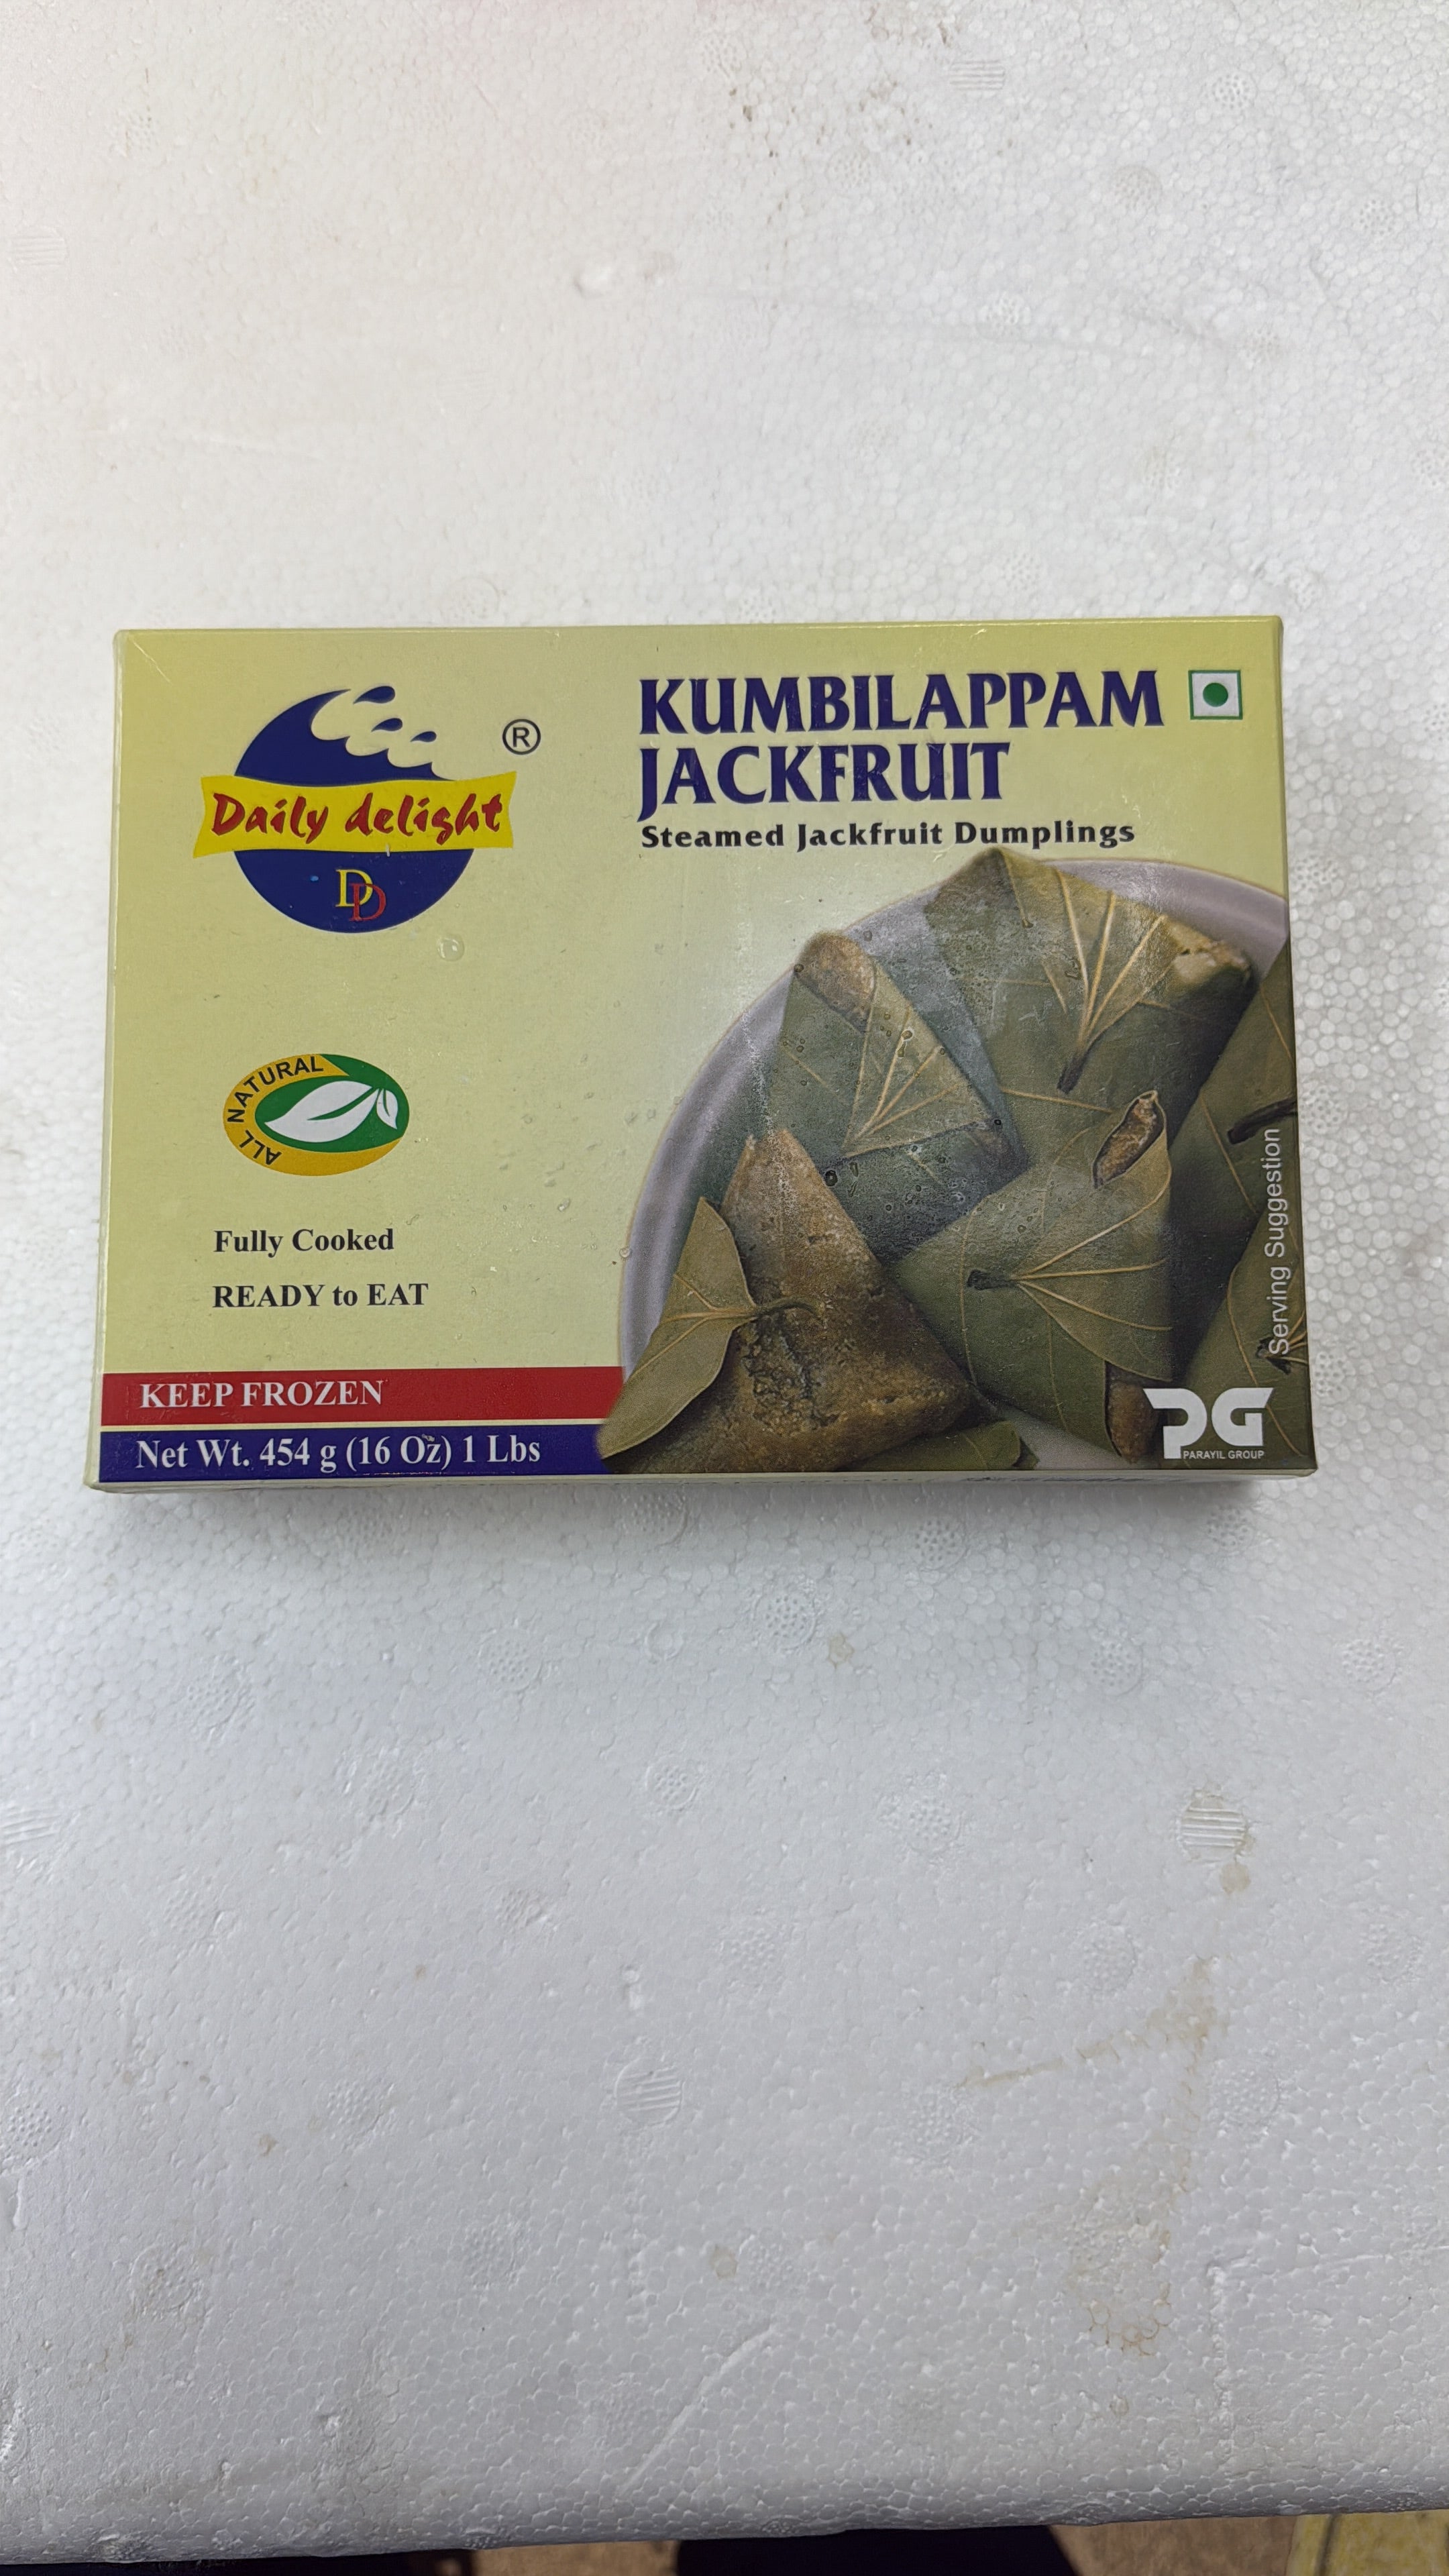 Daily delight
®
DD
KUMBILAPPAM
JACKFRUIT
Steamed Jackfruit Dumplings
ALL NATURAL
Fully Cooked
READY to EAT
KEEP FROZEN
Net Wt. 454 g (16 Oz) 1 Lbs
Serving Suggestion
PG
PARAYIL GROUP